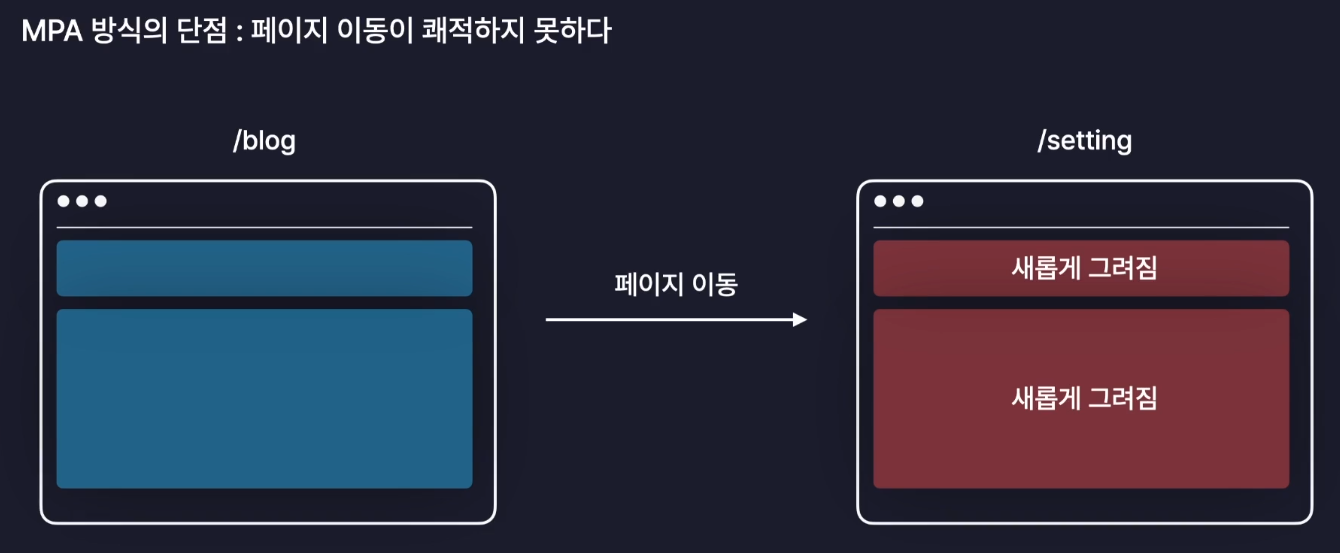 MPA 방식의 단점 : 페이지 이동이 쾌적하지 못하다
/blog
/setting
페이지 이동
새롭게 그려짐
새롭게 그려짐